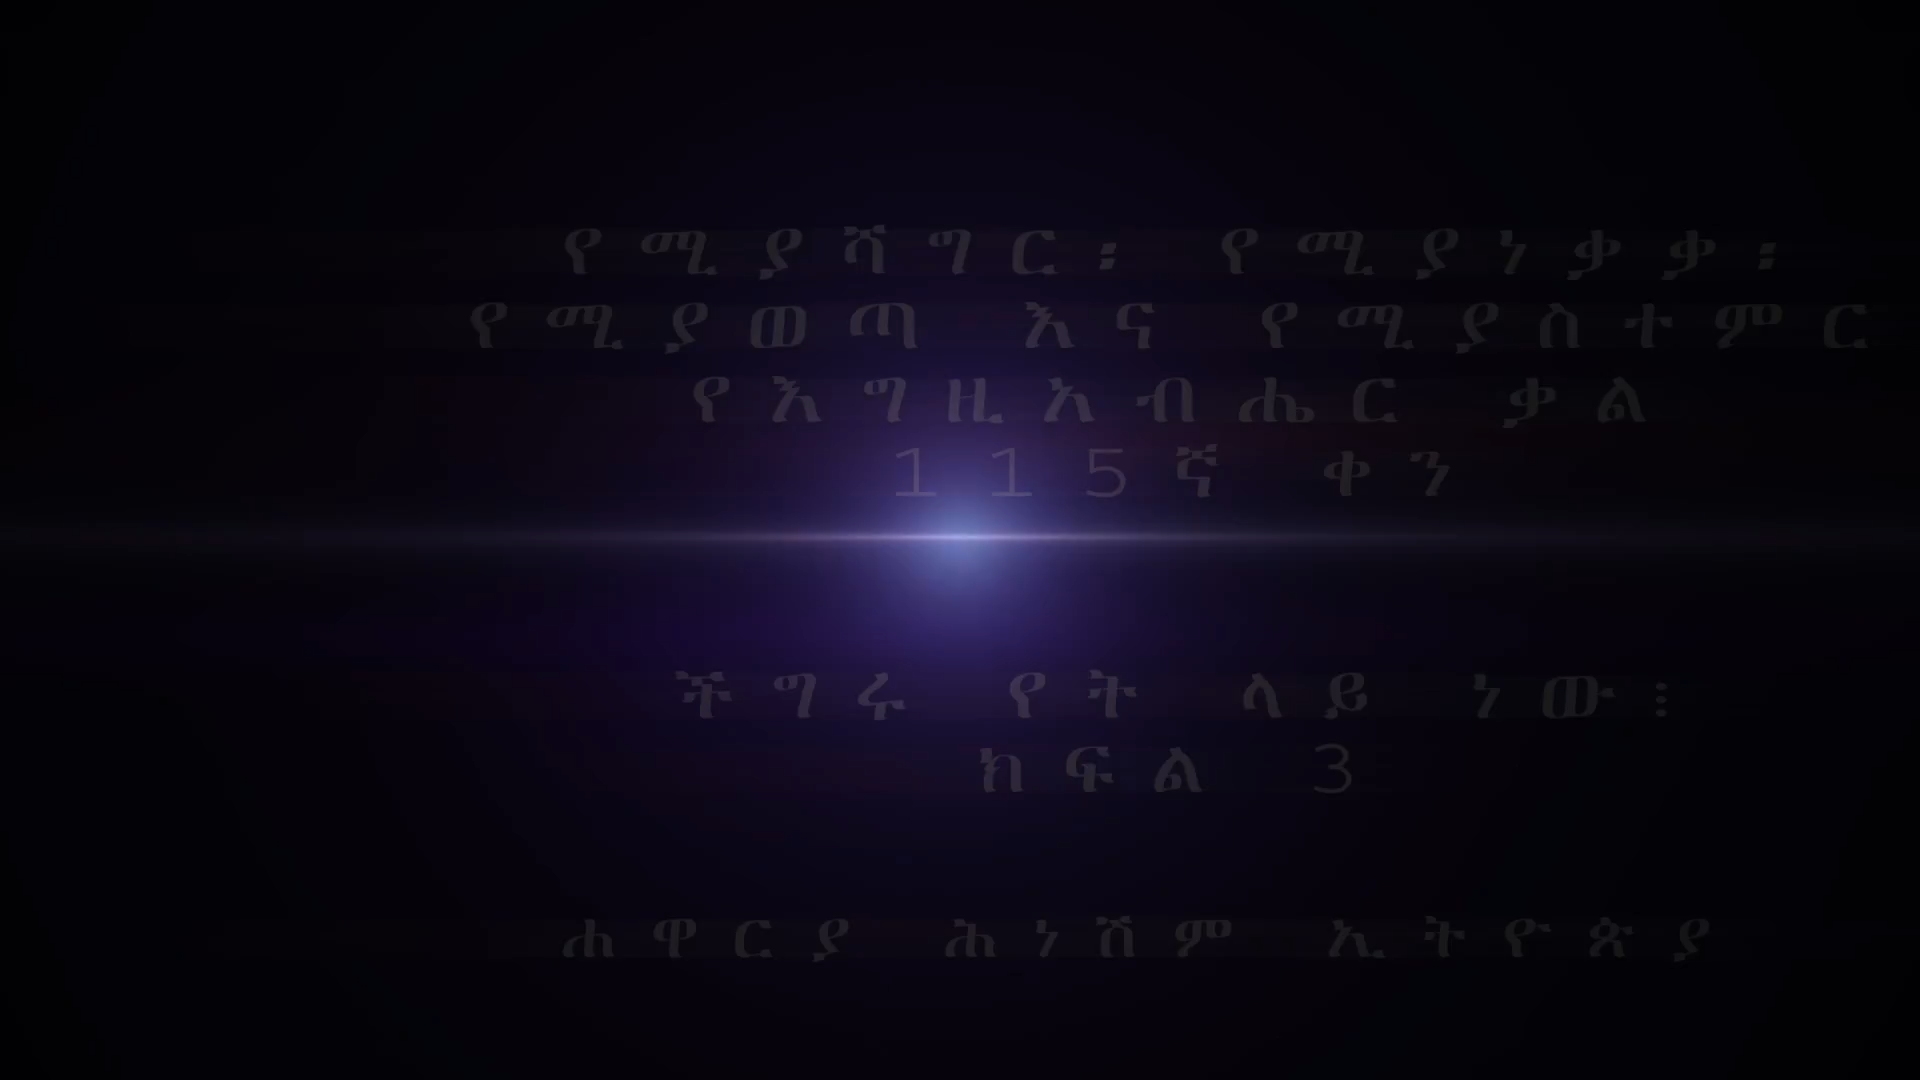 የሚያሻግር፡ የሚያነቃቃ፡
የሚያወጣ እና የሚያስተምር
የእግዚአብሔር ቃል
115ኛ ቀን
ችግሩ የት ላይ ነው፧
ክፍል 3
ሐዋርያ ሕነሽም ኢትዮጵያ